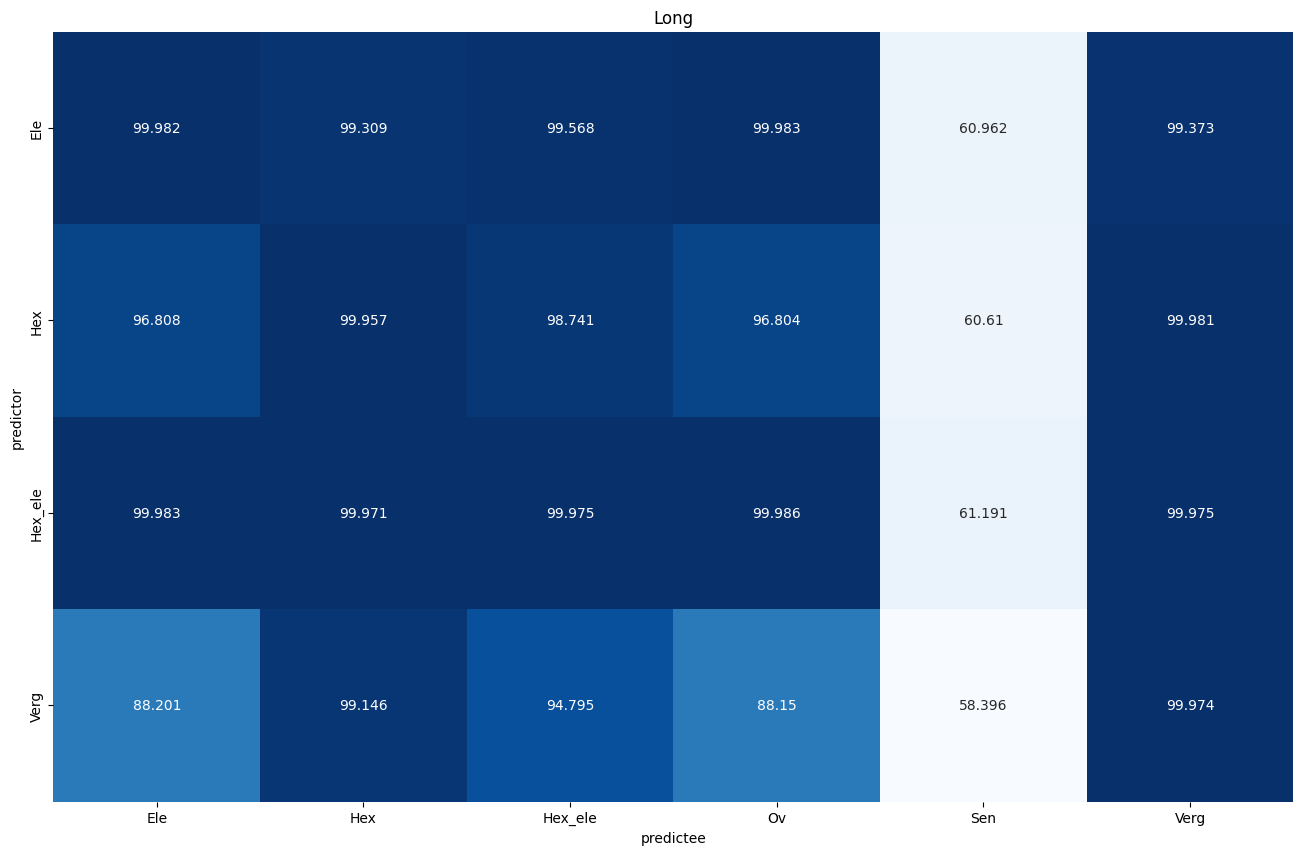 Long
Ele 99.982 99.309 99.568 99.983 60.962 99.373
Hex 96.808 99.957 98.741 96.804 60.61 99.981
predictor
Hex_ele 99.983 99.971 99.975 99.986 61.191 99.975
Verg 88.201 99.146 94.795 88.15 58.396 99.974
Ele Hex Hex_ele Ov Sen Verg
predictee